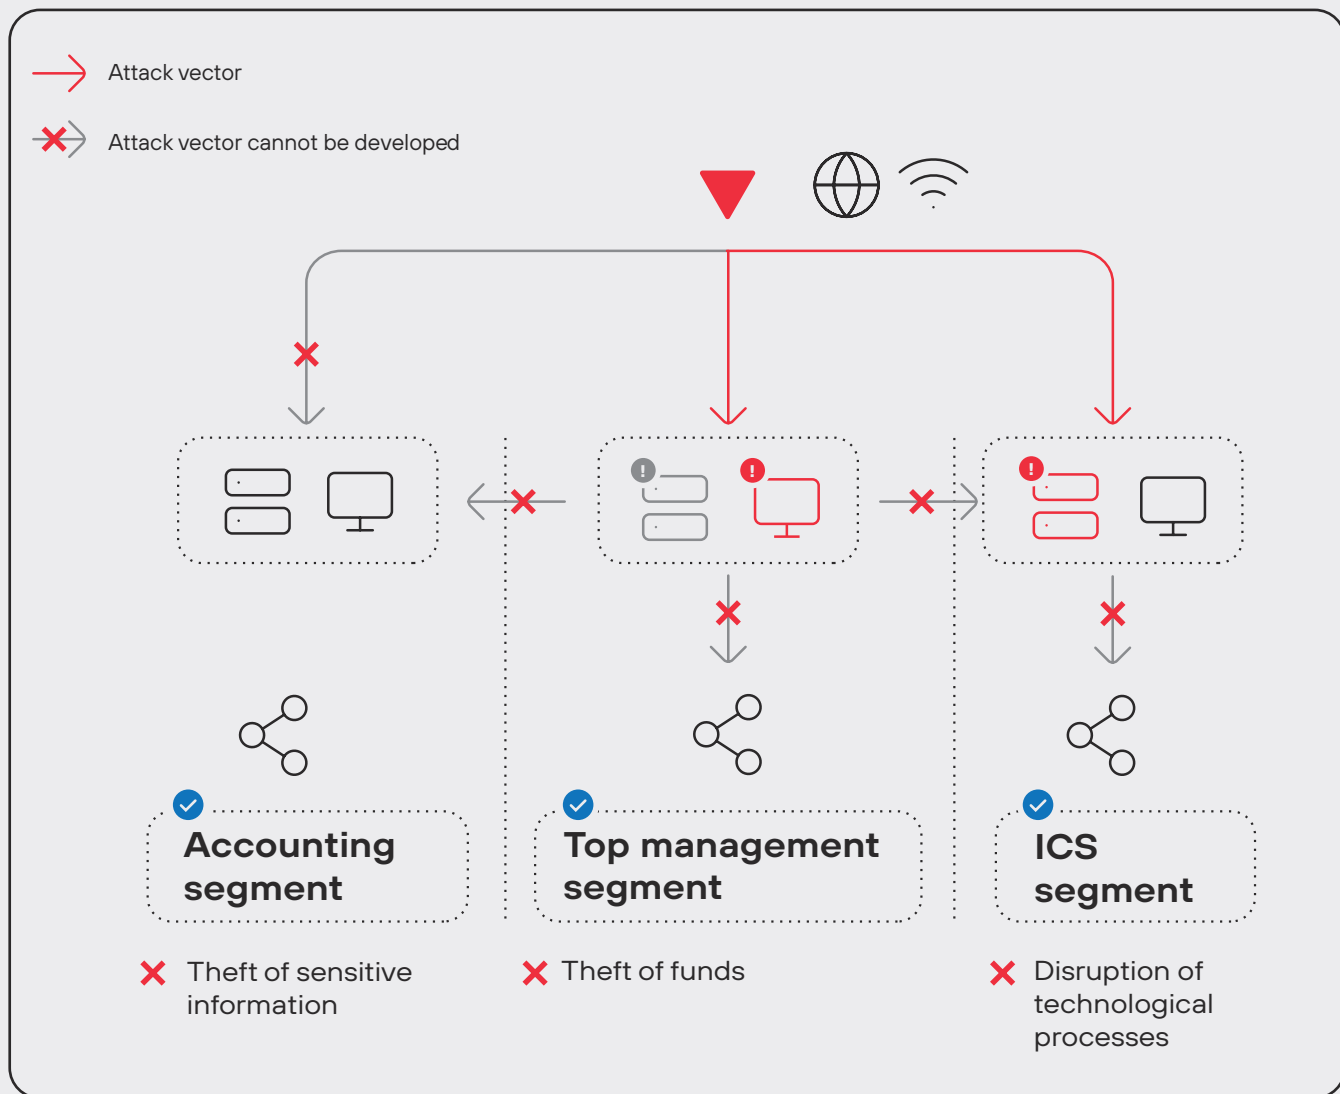 Attack vector
Attack vector cannot be developed
!
!
!
Accounting
segment
Top management
segment
ICS
segment
Theft of sensitive
information
Theft of funds
Disruption of
technological
processes